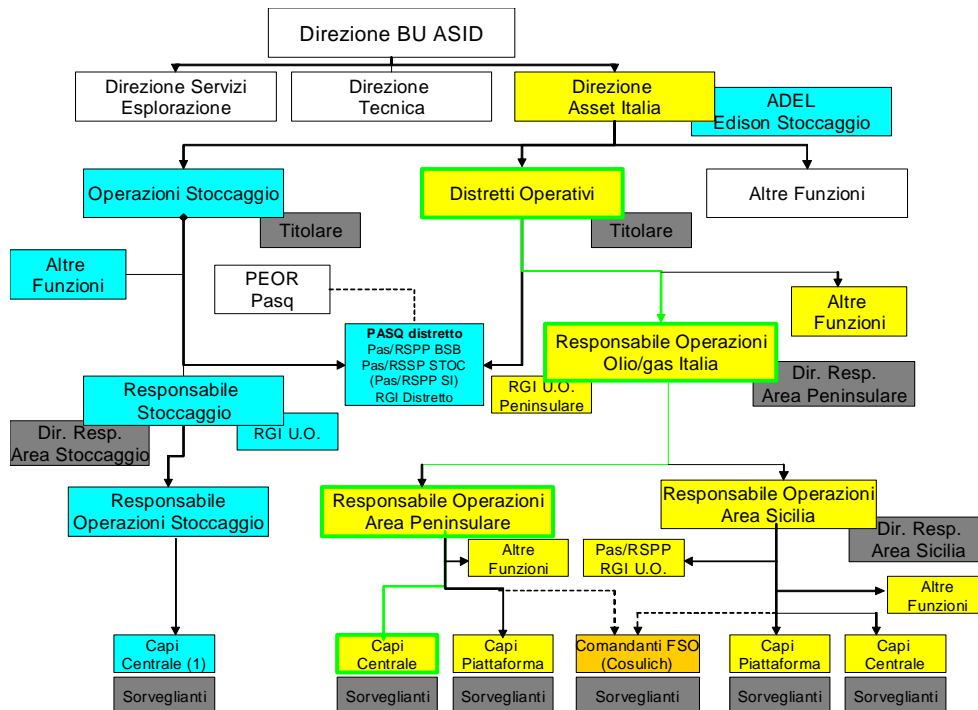 Direzione BU ASID
Direzione Servizi
Esplorazione
Direzione
Tecnica
Direzione
Asset Italia
ADEL
Edison Stoccaggio
Operazioni Stoccaggio
Distretti Operativi
Altre Funzioni
Titolare
Titolare
Altre
Funzioni
PEOR
Pasq
Altre
Funzioni
PASQ distretto
Pas/RSPP BSB
Pas/RSSP STOC
(Pas/RSPP SI)
RGI Distretto
Responsabile Operazioni
Olio/gas Italia
RGI U.O.
Peninsulare
Dir. Resp.
Area Peninsulare
Responsabile
Stoccaggio
Dir. Resp.
Area Stoccaggio
RGI U.O.
Responsabile
Operazioni Stoccaggio
Responsabile Operazioni
Area Peninsulare
Responsabile Operazioni
Area Sicilia
Dir. Resp.
Area Sicilia
Altre
Funzioni
Pas/RSPP
RGI U.O.
Altre
Funzioni
Capi
Centrale (1)
Capi
Centrale
Capi
Piattaforma
Comandanti FSO
(Cosulich)
Capi
Piattaforma
Capi
Centrale
Sorveglianti
Sorveglianti
Sorveglianti
Sorveglianti
Sorveglianti
Sorveglianti